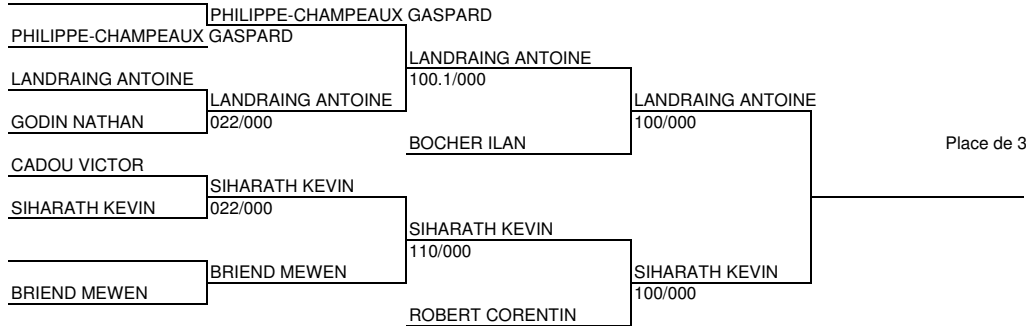 PHILIPPE-CHAMPEAUX GASPARD
PHILIPPE-CHAMPEAUX GASPARD
LANDRAING ANTOINE
100.1/000
LANDRAING ANTOINE
LANDRAING ANTOINE
022/000
LANDRAING ANTOINE
100/000
GODIN NATHAN
BOCHER ILAN
Place de 3
CADOU VICTOR
SIHARATH KEVIN
022/000
SIHARATH KEVIN
SIHARATH KEVIN
110/000
BRIEND MEWEN
SIHARATH KEVIN
100/000
BRIEND MEWEN
ROBERT CORENTIN